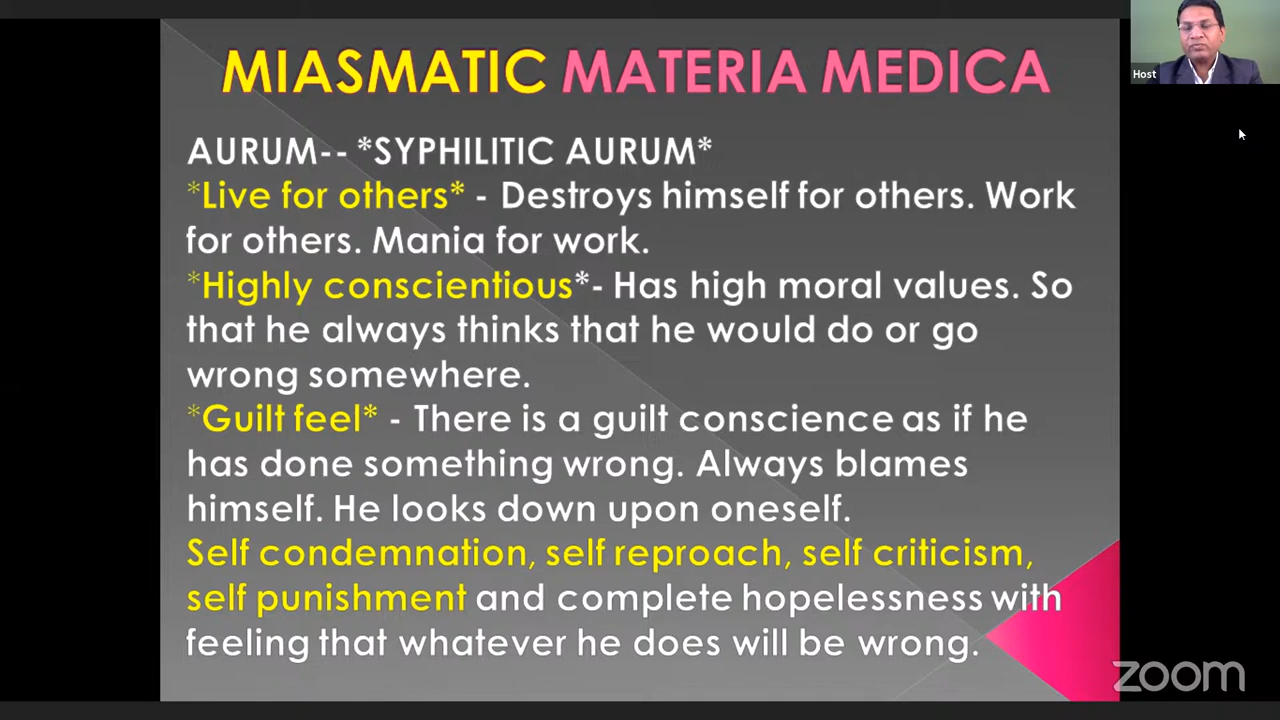 MIASMATIC MATERIA MEDICA
Host
AURUM-- *SYPHILITIC AURUM*
*Live for others* - Destroys himself for others. Work
for others. Mania for work.
*Highly conscientious*- Has high moral values. So
that he always thinks that he would do or go
wrong somewhere.
*Guilt feel* - There is a guilt conscience as if he
has done something wrong. Always blames
himself. He looks down upon oneself.
Self condemnation, self reproach, self criticism,
self punishment and complete hopelessness with
feeling that whatever he does will be wrong.
zoom